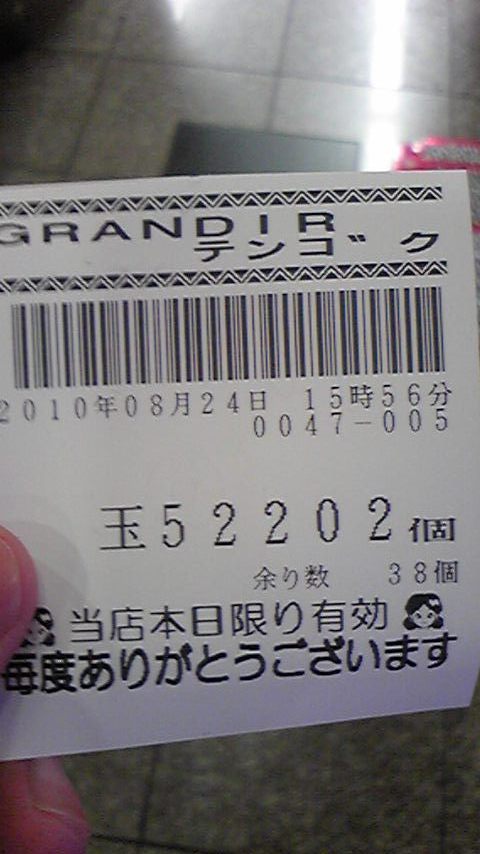 GRANDIR
テンゴク
2010年08月24日 15時56分
0047-005
玉52202個
余り数 38個
当店本日限り有効
毎度ありがとうございます